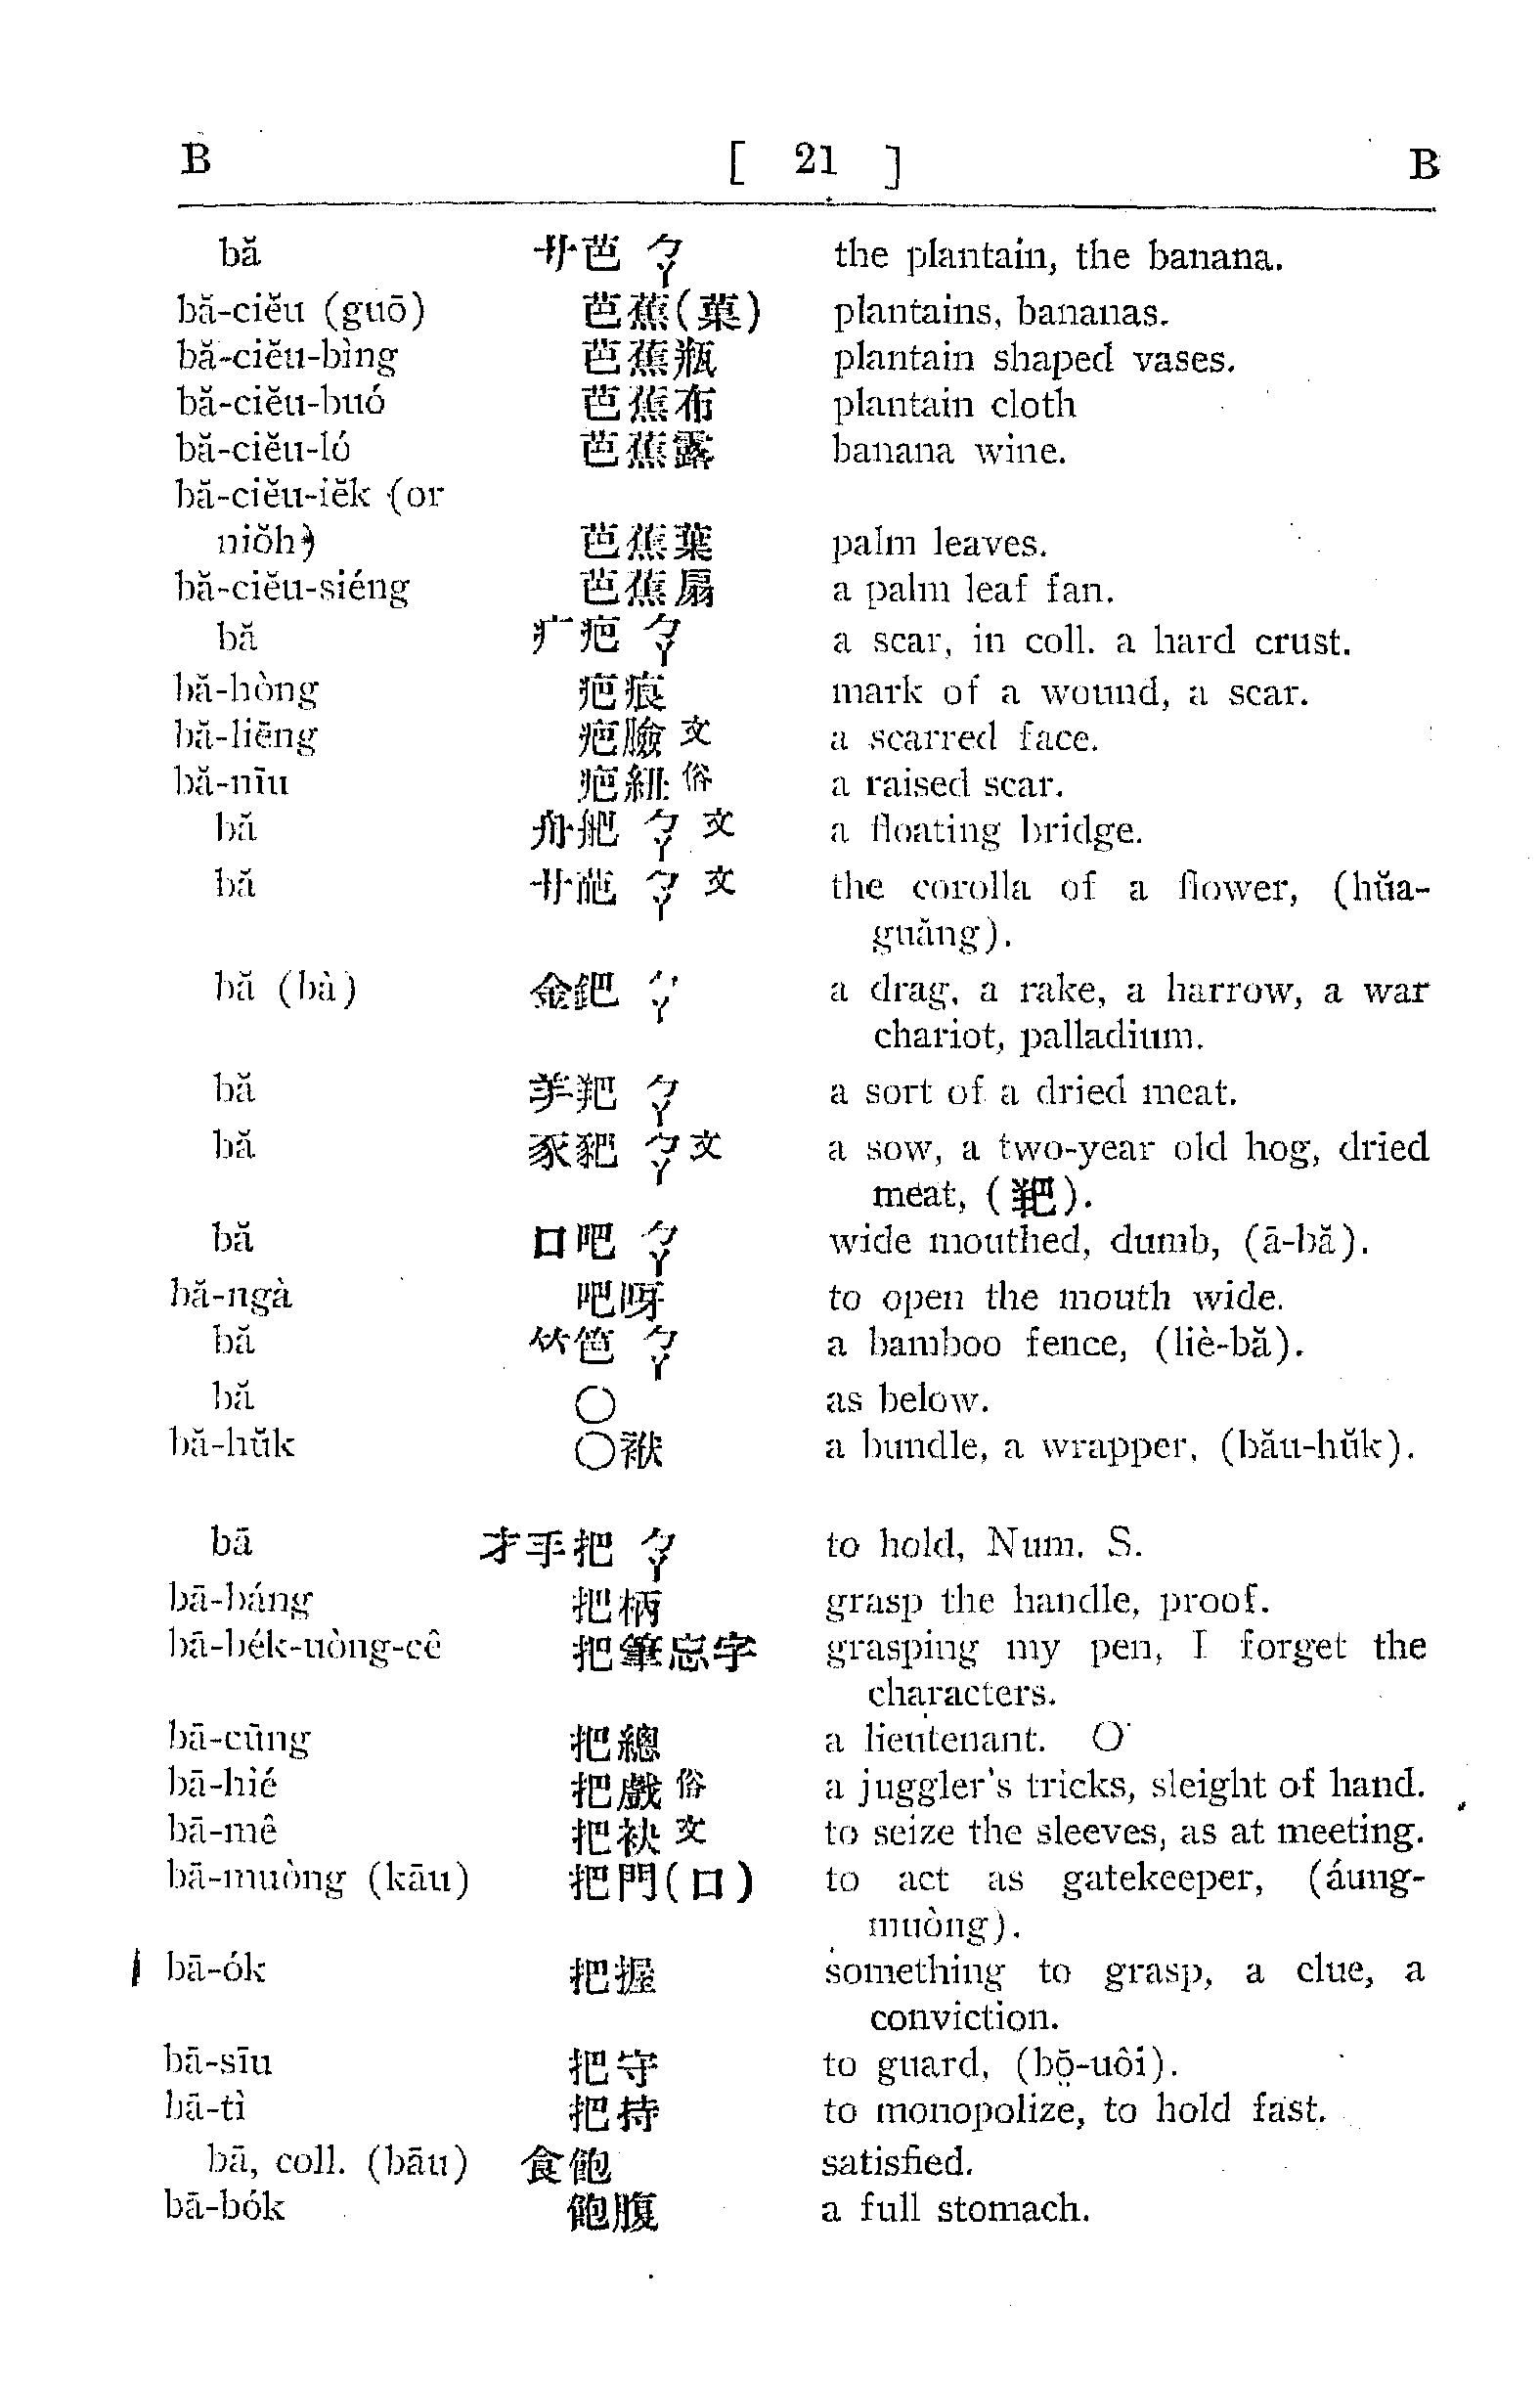 B [ 21 ] B
bă 艹芭 ㄅㄚ the plantain, the banana.
bă-ciĕu (guō) 芭蕉(菓) plantains, bananas.
bă-ciĕu-bìng 芭蕉瓶 plantain shaped vases.
bă-ciĕu-buó 芭蕉布 plantain cloth
bă-ciĕu-ló 芭蕉露 banana wine.
bă-ciĕu-iĕk (or
niŏh) 芭蕉葉 palm leaves.
bă-ciĕu-siéng 芭蕉扇 a palm leaf fan.
bă 疒疤 ㄅㄚ a scar, in coll. a hard crust.
bă-hòng 疤痕 mark of a wound, a scar.
bă-liēng 疤臉 文 a scarred face.
bă-nīu 疤紐 俗 a raised scar.
bă 舟舥 ㄅㄚ 文 a floating bridge.
bă 艹葩 ㄅㄚ 文 the corolla of a flower, (hŭa-
guăng).
bă (bà) 金鈀 ㄅㄚ a drag, a rake, a harrow, a war
chariot, palladium.
bă 羊羓 ㄅㄚ a sort of a dried meat.
bă 豕豝 ㄅㄚ 文 a sow, a two-year old hog, dried
meat, (羓).
bă 口吧 ㄅㄚ wide mouthed, dumb, (ā-bă).
bă-ngà 吧呀 to open the mouth wide.
bă 竹笆 ㄅㄚ a bamboo fence, (liè-bă).
bă ○ as below.
bă-hŭk ○袱 a bundle, a wrapper, (bău-hŭk).
bā 才手把 ㄅㄚ to hold, Num. S.
bā-báng 把柄 grasp the handle, proof.
bā-bék-uòng-cê 把筆忘字 grasping my pen, I forget the
characters.
bā-cūng 把總 a lieutenant. O
bā-hié 把戲 俗 a juggler's tricks, sleight of hand.
bā-mê 把袂 文 to seize the sleeves, as at meeting.
bā-muòng (kāu) 把門(口) to act as gatekeeper, (áung-
muòng).
bā-ók 把握 something to grasp, a clue, a
conviction.
bā-sīu 把守 to guard, (bō̤-uôi).
bā-tì 把持 to monopolize, to hold fast.
bā, coll. (bāu) 食飽 satisfied.
bā-bók 飽腹 a full stomach.